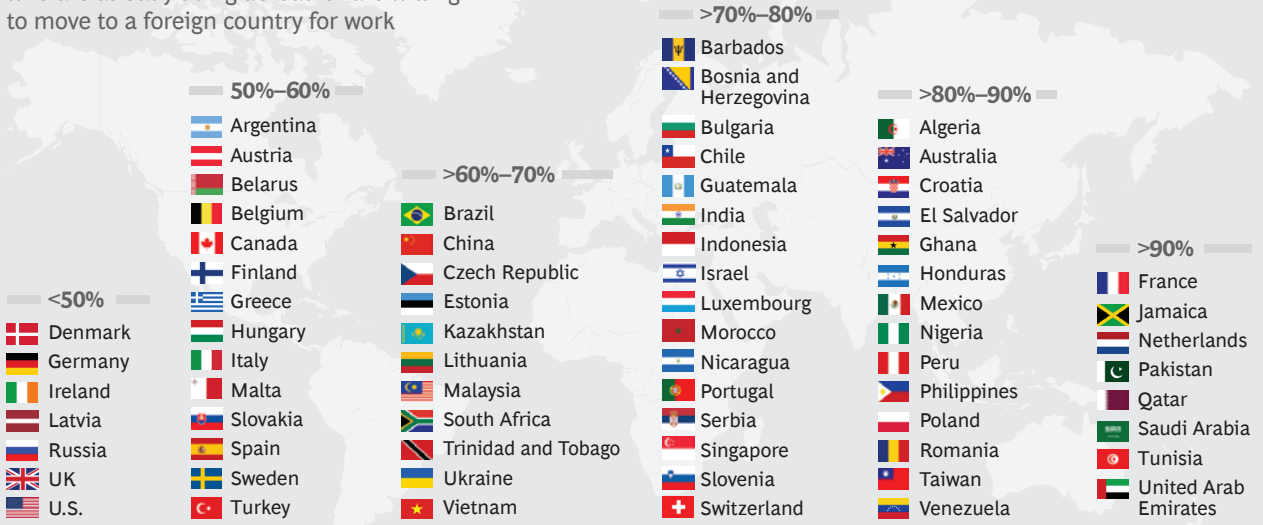 to move to a foreign country for work
<50%
Denmark
Germany
Ireland
Latvia
Russia
UK
U.S.
50%–60%
Argentina
Austria
Belarus
Belgium
Canada
Finland
Greece
Hungary
Italy
Malta
Slovakia
Spain
Sweden
Turkey
>60%–70%
Brazil
China
Czech Republic
Estonia
Kazakhstan
Lithuania
Malaysia
South Africa
Trinidad and Tobago
Ukraine
Vietnam
>70%–80%
Barbados
Bosnia and
Herzegovina
Bulgaria
Chile
Guatemala
India
Indonesia
Israel
Luxembourg
Morocco
Nicaragua
Portugal
Serbia
Singapore
Slovenia
Switzerland
>80%–90%
Algeria
Australia
Croatia
El Salvador
Ghana
Honduras
Mexico
Nigeria
Peru
Philippines
Poland
Romania
Taiwan
Venezuela
>90%
France
Jamaica
Netherlands
Pakistan
Qatar
Saudi Arabia
Tunisia
United Arab
Emirates